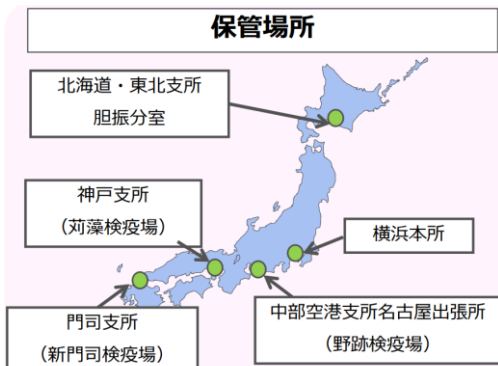 保管場所
北海道・東北支所
胆振分室
神戸支所
（苅藻検疫場）
横浜本所
門司支所
（新門司検疫場）
中部空港支所名古屋出張所
（野跡検疫場）